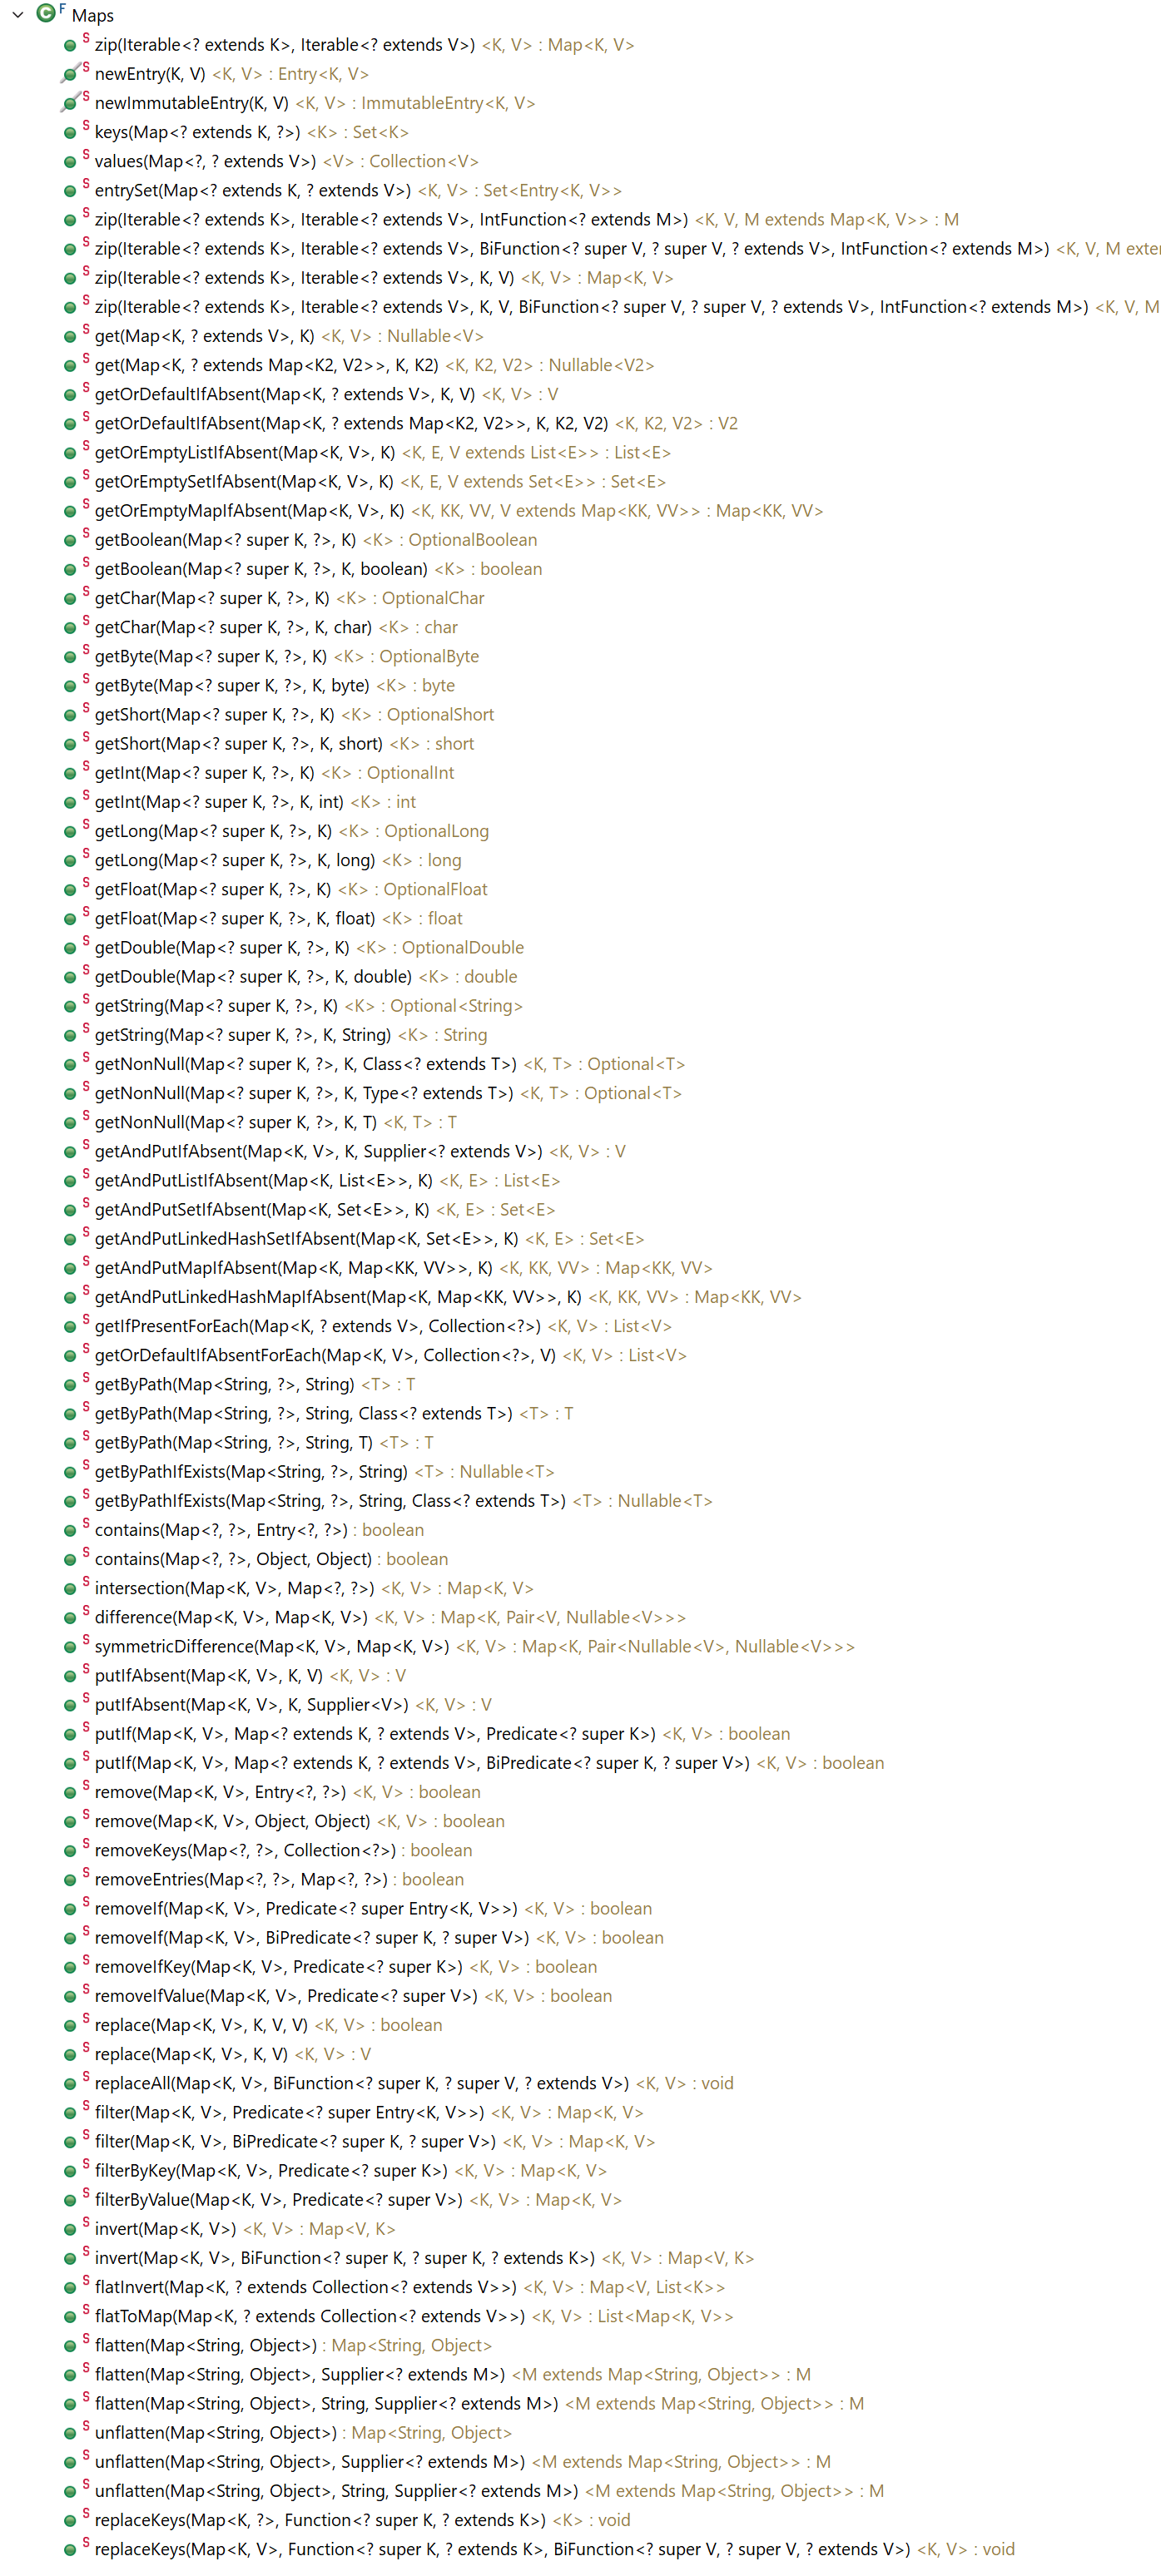 Maps
zip(Iterable<? extends K>, Iterable<? extends V>) <K, V> : Map<K, V>
newEntry(K, V) <K, V> : Entry<K, V>
newImmutableEntry(K, V) <K, V> : ImmutableEntry<K, V>
keys(Map<? extends K, ?>) <K> : Set<K>
values(Map<?, ? extends V>) <V> : Collection<V>
entrySet(Map<? extends K, ? extends V>) <K, V> : Set<Entry<K, V>>
zip(Iterable<? extends K>, Iterable<? extends V>, IntFunction<? extends M>) <K, V, M extends Map<K, V>> : M
zip(Iterable<? extends K>, Iterable<? extends V>, BiFunction<? super V, ? super V, ? extends V>, IntFunction<? extends M>) <K, V, M exte
zip(Iterable<? extends K>, Iterable<? extends V>, K, V) <K, V> : Map<K, V>
zip(Iterable<? extends K>, Iterable<? extends V>, K, V, BiFunction<? super V, ? super V, ? extends V>, IntFunction<? extends M>) <K, V, M
get(Map<K, ? extends V>, K) <K, V> : Nullable<V>
get(Map<K, ? extends Map<K2, V2>>, K, K2) <K, K2, V2> : Nullable<V2>
getOrDefaultIfAbsent(Map<K, ? extends V>, K, V) <K, V> : V
getOrDefaultIfAbsent(Map<K, ? extends Map<K2, V2>>, K, K2, V2) <K, K2, V2> : V2
getOrEmptyListIfAbsent(Map<K, V>, K) <K, E, V extends List<E>> : List<E>
getOrEmptySetIfAbsent(Map<K, V>, K) <K, E, V extends Set<E>> : Set<E>
getOrEmptyMapIfAbsent(Map<K, V>, K) <K, KK, VV, V extends Map<KK, VV>> : Map<KK, VV>
getBoolean(Map<? super K, ?>, K) <K> : OptionalBoolean
getBoolean(Map<? super K, ?>, K, boolean) <K> : boolean
getChar(Map<? super K, ?>, K) <K> : OptionalChar
getChar(Map<? super K, ?>, K, char) <K> : char
getByte(Map<? super K, ?>, K) <K> : OptionalByte
getByte(Map<? super K, ?>, K, byte) <K> : byte
getShort(Map<? super K, ?>, K) <K> : OptionalShort
getShort(Map<? super K, ?>, K, short) <K> : short
getInt(Map<? super K, ?>, K) <K> : OptionalInt
getInt(Map<? super K, ?>, K, int) <K> : int
getLong(Map<? super K, ?>, K) <K> : OptionalLong
getLong(Map<? super K, ?>, K, long) <K> : long
getFloat(Map<? super K, ?>, K) <K> : OptionalFloat
getFloat(Map<? super K, ?>, K, float) <K> : float
getDouble(Map<? super K, ?>, K) <K> : OptionalDouble
getDouble(Map<? super K, ?>, K, double) <K> : double
getString(Map<? super K, ?>, K) <K> : Optional<String>
getString(Map<? super K, ?>, K, String) <K> : String
getNonNull(Map<? super K, ?>, K, Class<? extends T>) <K, T> : Optional<T>
getNonNull(Map<? super K, ?>, K, Type<? extends T>) <K, T> : Optional<T>
getNonNull(Map<? super K, ?>, K, T) <K, T> : T
getAndPutIfAbsent(Map<K, V>, K, Supplier<? extends V>) <K, V> : V
getAndPutListIfAbsent(Map<K, List<E>>, K) <K, E> : List<E>
getAndPutSetIfAbsent(Map<K, Set<E>>, K) <K, E> : Set<E>
getAndPutLinkedHashSetIfAbsent(Map<K, Set<E>>, K) <K, E> : Set<E>
getAndPutMapIfAbsent(Map<K, Map<KK, VV>>, K) <K, KK, VV> : Map<KK, VV>
getAndPutLinkedHashMapIfAbsent(Map<K, Map<KK, VV>>, K) <K, KK, VV> : Map<KK, VV>
getIfPresentForEach(Map<K, ? extends V>, Collection<?>) <K, V> : List<V>
getOrDefaultIfAbsentForEach(Map<K, V>, Collection<?>, V) <K, V> : List<V>
getByPath(Map<String, ?>, String) <T> : T
getByPath(Map<String, ?>, String, Class<? extends T>) <T> : T
getByPath(Map<String, ?>, String, T) <T> : T
getByPathIfExists(Map<String, ?>, String) <T> : Nullable<T>
getByPathIfExists(Map<String, ?>, String, Class<? extends T>) <T> : Nullable<T>
contains(Map<?, ?>, Entry<?, ?>) : boolean
contains(Map<?, ?>, Object, Object) : boolean
intersection(Map<K, V>, Map<?, ?>) <K, V> : Map<K, V>
difference(Map<K, V>, Map<K, V>) <K, V> : Map<K, Pair<V, Nullable<V>>>
symmetricDifference(Map<K, V>, Map<K, V>) <K, V> : Map<K, Pair<Nullable<V>, Nullable<V>>>
putIfAbsent(Map<K, V>, K, V) <K, V> : V
putIfAbsent(Map<K, V>, K, Supplier<V>) <K, V> : V
putIf(Map<K, V>, Map<? extends K, ? extends V>, Predicate<? super K>) <K, V> : boolean
putIf(Map<K, V>, Map<? extends K, ? extends V>, BiPredicate<? super K, ? super V>) <K, V> : boolean
remove(Map<K, V>, Entry<?, ?>) <K, V> : boolean
remove(Map<K, V>, Object, Object) <K, V> : boolean
removeKeys(Map<?, ?>, Collection<?>) : boolean
removeEntries(Map<?, ?>, Map<?, ?>) : boolean
removeIf(Map<K, V>, Predicate<? super Entry<K, V>>) <K, V> : boolean
removeIf(Map<K, V>, BiPredicate<? super K, ? super V>) <K, V> : boolean
removeIfKey(Map<K, V>, Predicate<? super K>) <K, V> : boolean
removeIfValue(Map<K, V>, Predicate<? super V>) <K, V> : boolean
replace(Map<K, V>, K, V, V) <K, V> : boolean
replace(Map<K, V>, K, V) <K, V> : V
replaceAll(Map<K, V>, BiFunction<? super K, ? super V, ? extends V>) <K, V> : void
filter(Map<K, V>, Predicate<? super Entry<K, V>>) <K, V> : Map<K, V>
filter(Map<K, V>, BiPredicate<? super K, ? super V>) <K, V> : Map<K, V>
filterByKey(Map<K, V>, Predicate<? super K>) <K, V> : Map<K, V>
filterByValue(Map<K, V>, Predicate<? super V>) <K, V> : Map<K, V>
invert(Map<K, V>) <K, V> : Map<V, K>
invert(Map<K, V>, BiFunction<? super K, ? super K, ? extends K>) <K, V> : Map<V, K>
flatInvert(Map<K, ? extends Collection<? extends V>>) <K, V> : Map<V, List<K>>
flatToMap(Map<K, ? extends Collection<? extends V>>) <K, V> : List<Map<K, V>>
flatten(Map<String, Object>) : Map<String, Object>
flatten(Map<String, Object>, Supplier<? extends M>) <M extends Map<String, Object>> : M
flatten(Map<String, Object>, String, Supplier<? extends M>) <M extends Map<String, Object>> : M
unflatten(Map<String, Object>) : Map<String, Object>
unflatten(Map<String, Object>, Supplier<? extends M>) <M extends Map<String, Object>> : M
unflatten(Map<String, Object>, String, Supplier<? extends M>) <M extends Map<String, Object>> : M
replaceKeys(Map<K, ?>, Function<? super K, ? extends K>) <K> : void
replaceKeys(Map<K, V>, Function<? super K, ? extends K>, BiFunction<? super V, ? super V, ? extends V>) <K, V> : void